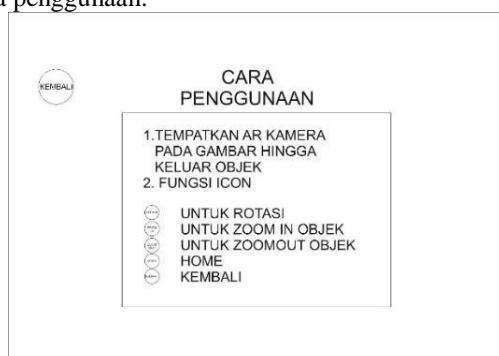 penggunaan.
KEMBALI
CARA
PENGGUNAAN
1.TEMPATKAN AR KAMERA
PADA GAMBAR HINGGA
KELUAR OBJEK
2. FUNGSI ICON
UNTUK ROTASI
UNTUK ZOOM IN OBJEK
UNTUK ZOOMOUT OBJEK
HOME
KEMBALI